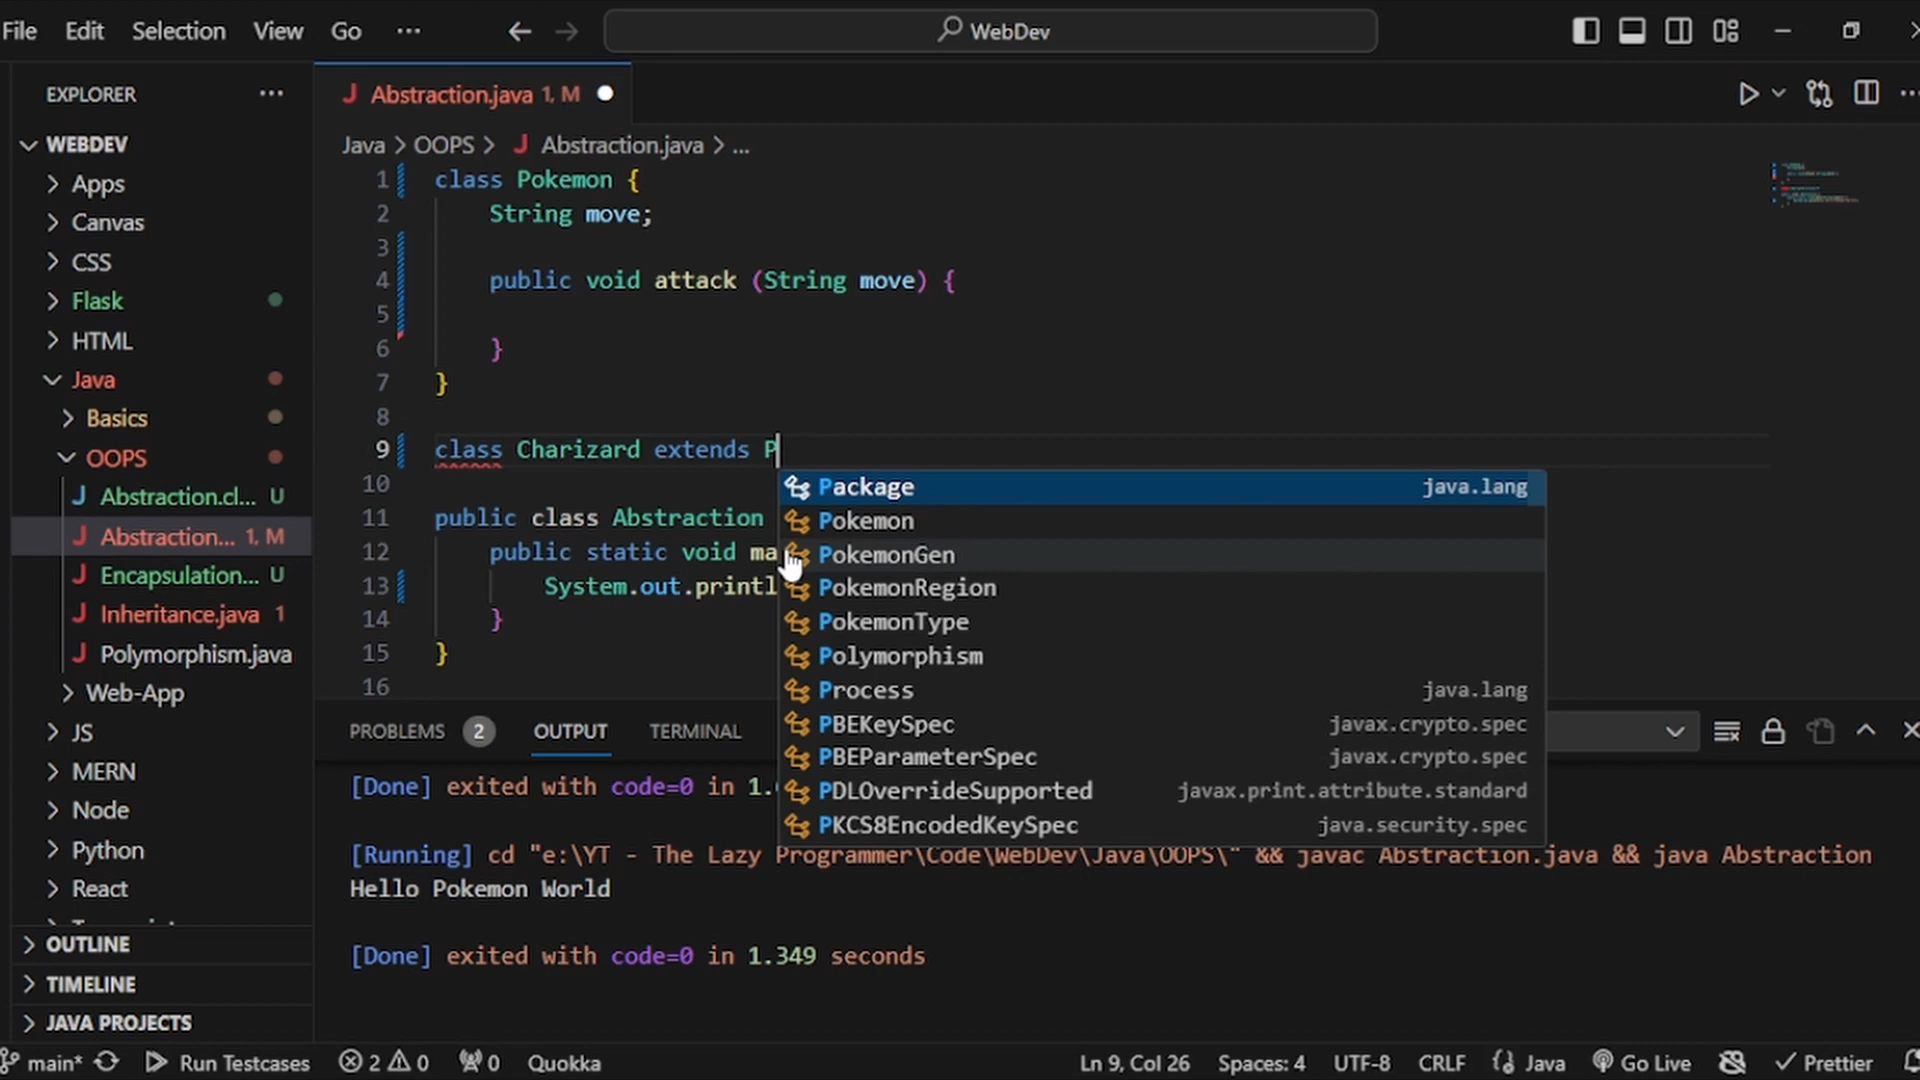 File Edit Selection View Go ··· WebDev
EXPLORER ···
WEBDEV
Apps
Canvas
CSS
Flask
HTML
Java
Basics
OOPS
Abstraction.cl... U
Abstraction... 1, M
Encapsulation... U
Inheritance.java 1
Polymorphism.java
Web-App
JS
MERN
Node
Python
React
OUTLINE
TIMELINE
JAVA PROJECTS
Abstraction.java 1, M
Java > OOPS > Abstraction.java > ...
1 class Pokemon {
2 String move;
3
4 public void attack (String move) {
5
6 }
7 }
8
9 class Charizard extends P
10
11 public class Abstraction
12 public static void ma
13 System.out.printl
14 }
15 }
16
Package java.lang
Pokemon
PokemonGen
PokemonRegion
PokemonType
Polymorphism
Process java.lang
PBEKeySpec javax.crypto.spec
PBEParameterSpec javax.crypto.spec
PDLOverrideSupported javax.print.attribute.standard
PKCS8EncodedKeySpec java.security.spec
PROBLEMS 2 OUTPUT TERMINAL
[Done] exited with code=0 in 1.
[Running] cd "e:\YT - The Lazy Programmer\Code\WebDev\Java\OOPS\" && javac Abstraction.java && java Abstraction
Hello Pokemon World
[Done] exited with code=0 in 1.349 seconds
main* Run Testcases 2 0 0 Quokka Ln 9, Col 26 Spaces: 4 UTF-8 CRLF {} Java Go Live Prettier